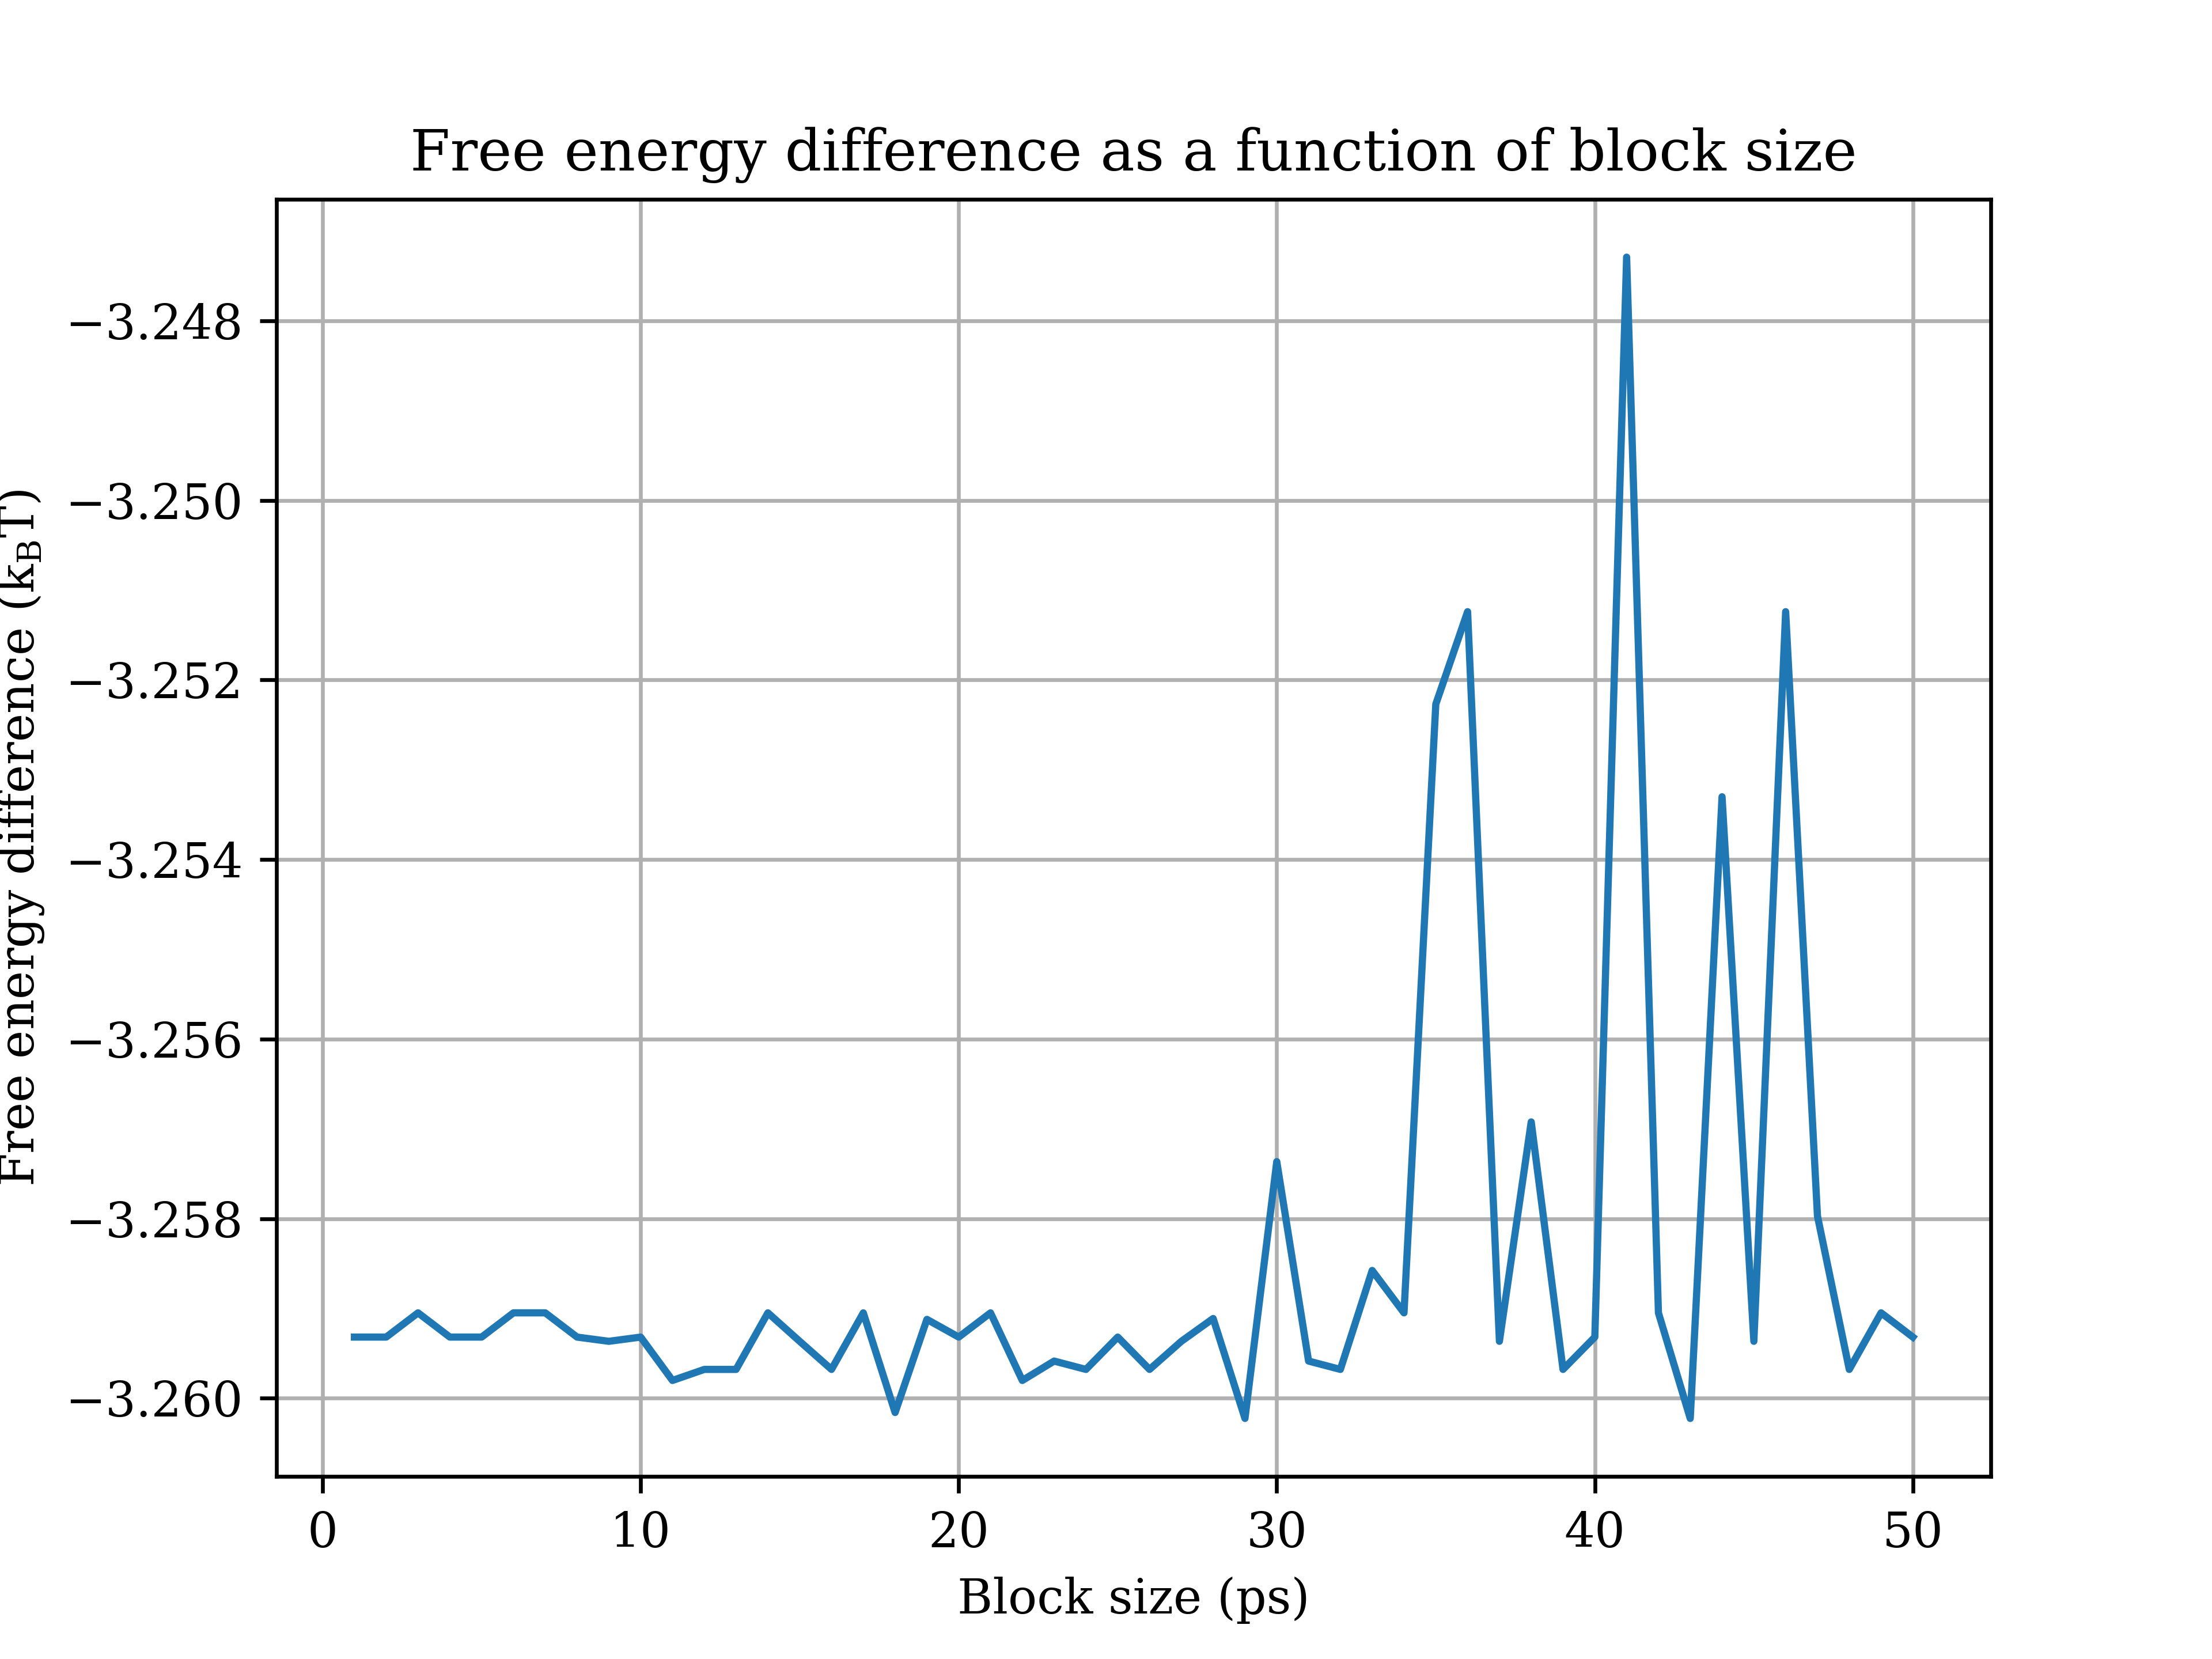 Free energy difference as a function of block size
Free energy difference (kBT)
−3.248
−3.250
−3.252
−3.254
−3.256
−3.258
−3.260
0 10 20 30 40 50
Block size (ps)